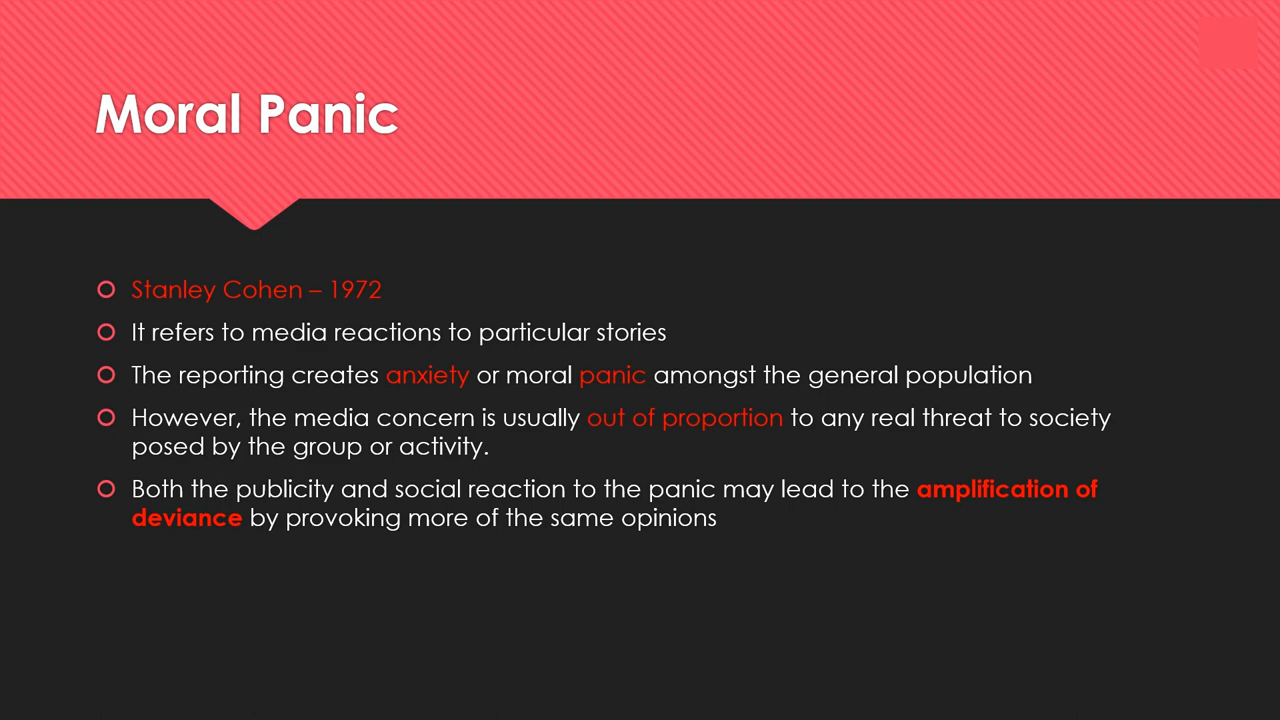 Moral Panic
Stanley Cohen – 1972
It refers to media reactions to particular stories
The reporting creates anxiety or moral panic amongst the general population
However, the media concern is usually out of proportion to any real threat to society
posed by the group or activity.
Both the publicity and social reaction to the panic may lead to the amplification of
deviance by provoking more of the same opinions